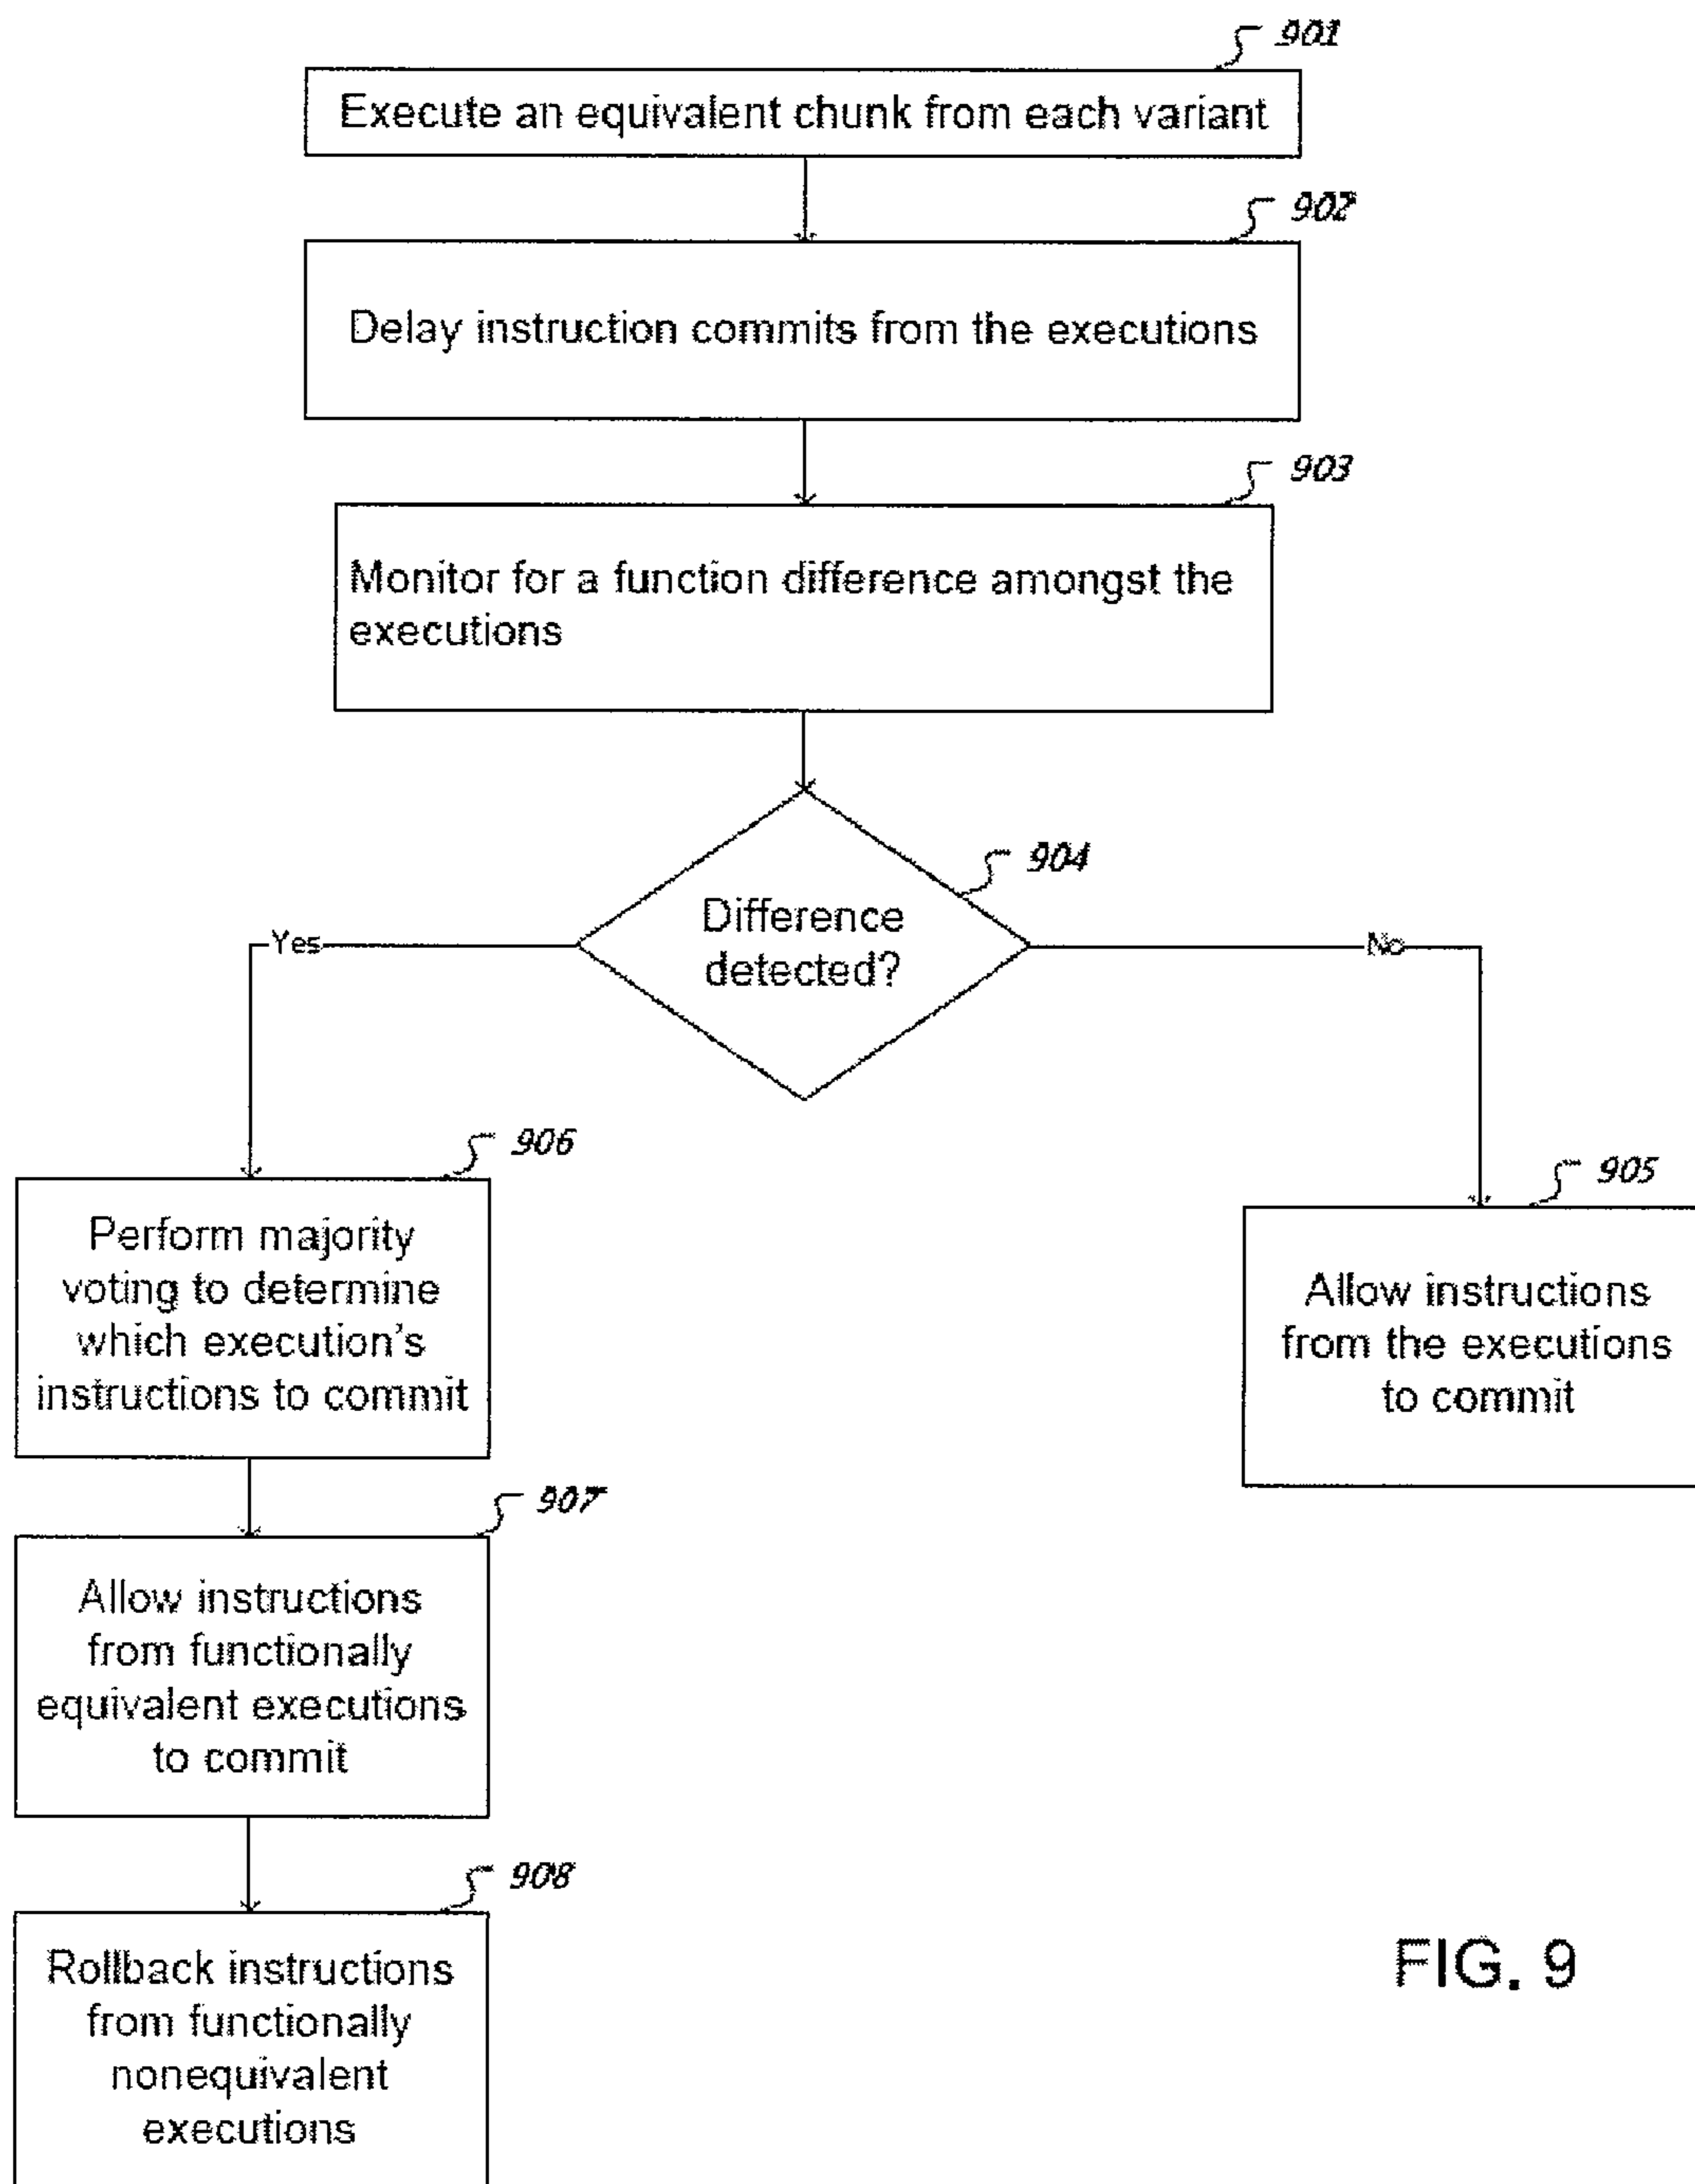 901
Execute an equivalent chunk from each variant
902
Delay instruction commits from the executions
903
Monitor for a function difference amongst the
executions
904
Difference
detected?
Yes
No
906
Perform majority
voting to determine
which execution's
instructions to commit
905
Allow instructions
from the executions
to commit
907
Allow instructions
from functionally
equivalent executions
to commit
908
Rollback instructions
from functionally
nonequivalent
executions
FIG. 9